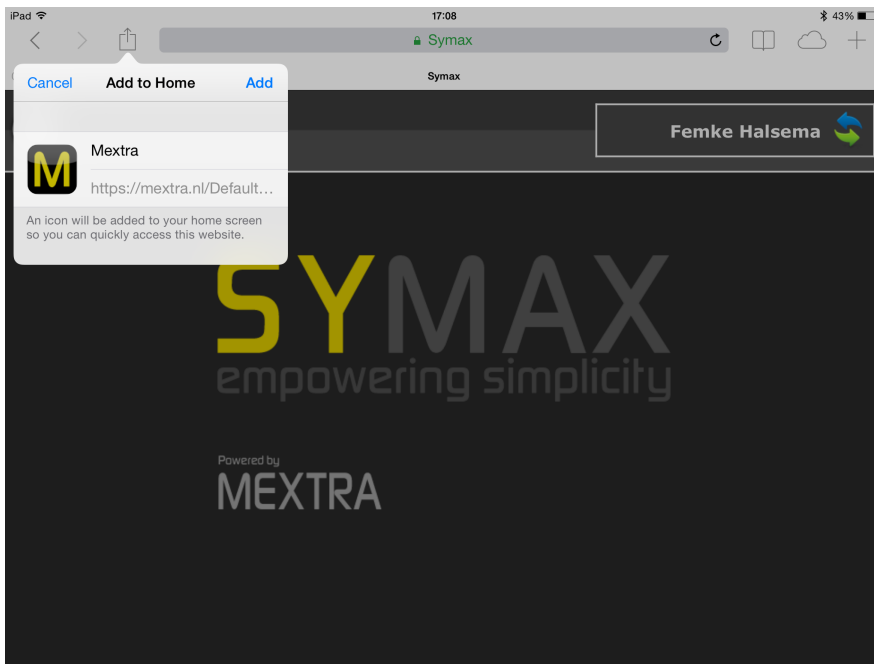 iPad 17:08 43%
Symax
Symax
Cancel Add to Home Add
Femke Halsema
M
Mextra
https://mextra.nl/Default...
An icon will be added to your home screen
so you can quickly access this website.
SYMAX
empowering simplicity
Powered by
MEXTRA